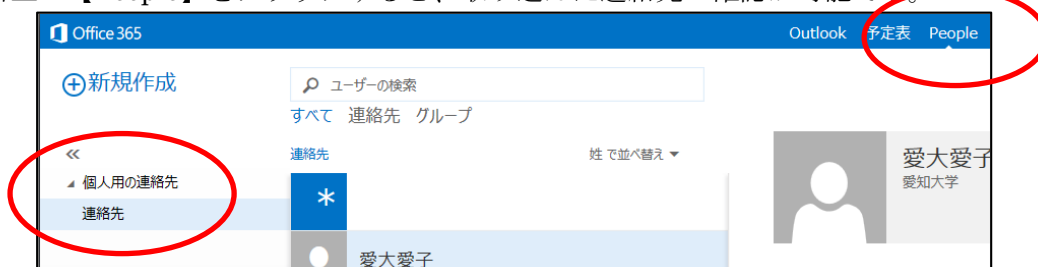 Office 365
Outlook 予定表 People
新規作成
ユーザーの検索
すべて 連絡先 グループ
連絡先 姓 で並べ替え
個人用の連絡先
連絡先
愛大愛子
愛知大学
愛大愛子